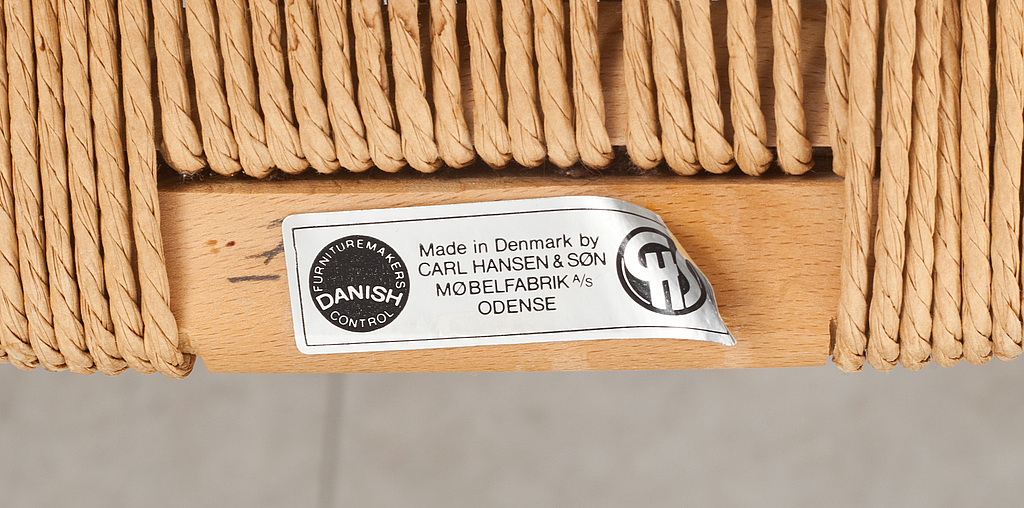 FURNITUREMAKERS
DANISH
CONTROL
Made in Denmark by
CARL HANSEN & SØN
MØBELFABRIK A/S
ODENSE
CHS